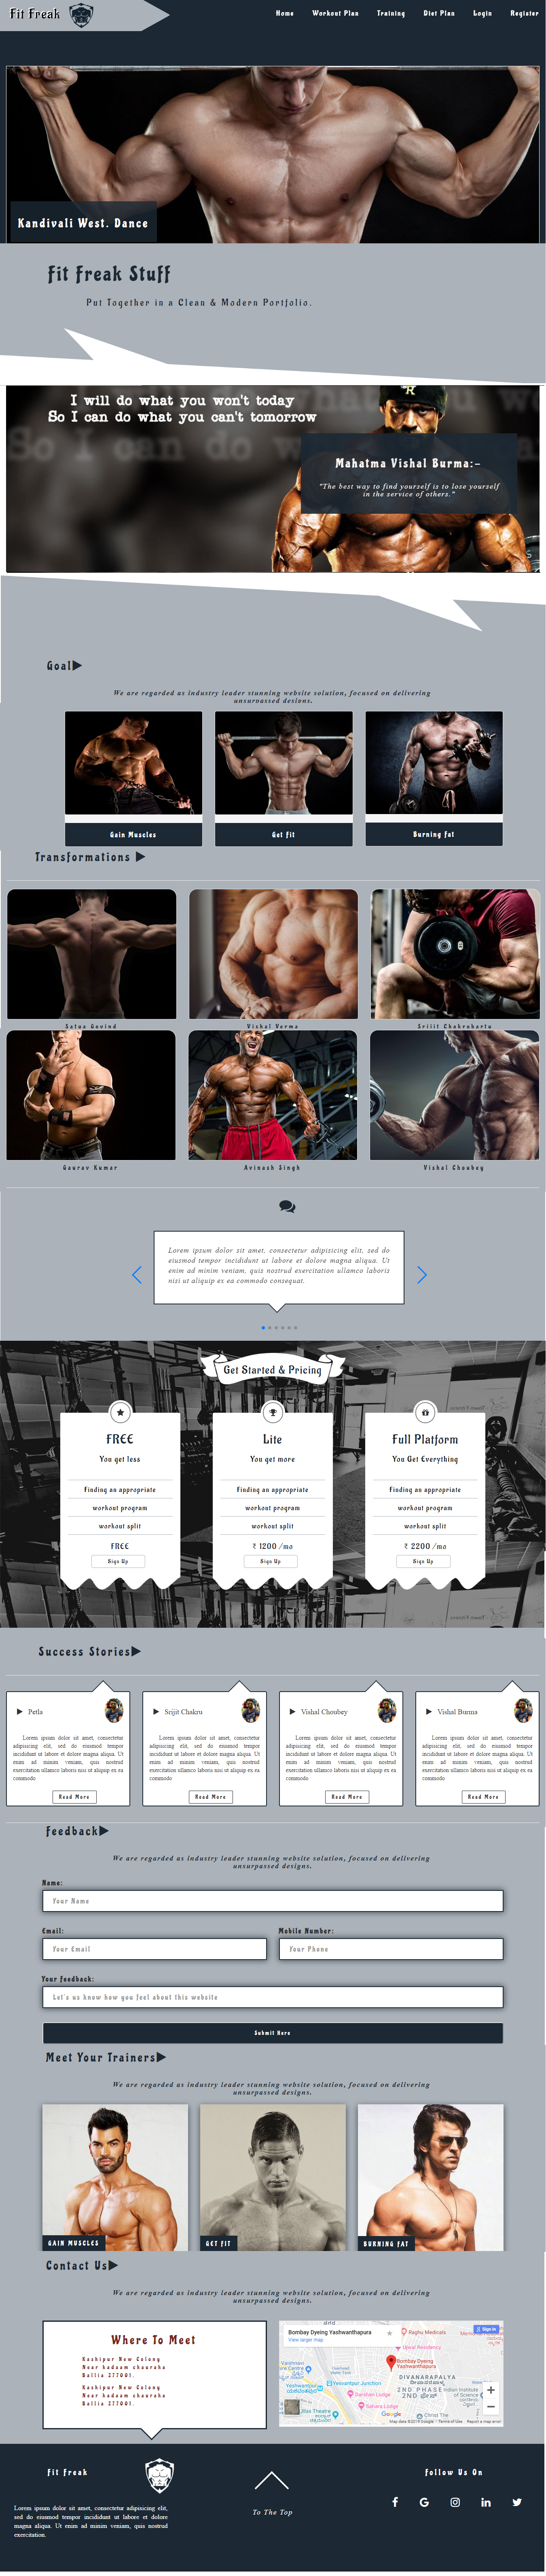 Fit Freak
Home Workout Plan Training Diet Plan Login Register
Kandivali West. Dance
Fit Freak Stuff
Put Together in a Clean & Modern Portfolio.
I will do what you won't today
So I can do what you can't tomorrow
Mahatma Vishal Burma:-
"The best way to find yourself is to lose yourself
in the service of others."
Goal
We are regarded as industry leader stunning website solution, focused on delivering
unsurpassed designs.
Gain Muscles Get Fit Burning Fat
Transformations
Satya Govind Vishal Verma Srijit Chakraborty
Gaurav Kumar Avinash Singh Vishal Choubey
Lorem ipsum dolor sit amet, consectetur adipisicing elit, sed do
eiusmod tempor incididunt ut labore et dolore magna aliqua. Ut
enim ad minim veniam, quis nostrud exercitation ullamco laboris
nisi ut aliquip ex ea commodo consequat.
Get Started & Pricing
FREE
You get less
Finding an appropriate
workout program
workout split
FREE
Sign Up
Lite
You get more
Finding an appropriate
workout program
workout split
₹ 1200 /mo
Sign Up
Full Platform
You Get Everything
Finding an appropriate
workout program
workout split
₹ 2200 /mo
Sign Up
Success Stories
Petla
Lorem ipsum dolor sit amet, consectetur
adipisicing elit, sed do eiusmod tempor
incididunt ut labore et dolore magna aliqua. Ut
enim ad minim veniam, quis nostrud
exercitation ullamco laboris nisi ut aliquip ex ea
commodo
Read More
Srijit Chakru
Lorem ipsum dolor sit amet, consectetur
adipisicing elit, sed do eiusmod tempor
incididunt ut labore et dolore magna aliqua. Ut
enim ad minim veniam, quis nostrud
exercitation ullamco laboris nisi ut aliquip ex ea
commodo
Read More
Vishal Choubey
Lorem ipsum dolor sit amet, consectetur
adipisicing elit, sed do eiusmod tempor
incididunt ut labore et dolore magna aliqua. Ut
enim ad minim veniam, quis nostrud
exercitation ullamco laboris nisi ut aliquip ex ea
commodo
Read More
Vishal Burma
Lorem ipsum dolor sit amet, consectetur
adipisicing elit, sed do eiusmod tempor
incididunt ut labore et dolore magna aliqua. Ut
enim ad minim veniam, quis nostrud
exercitation ullamco laboris nisi ut aliquip ex ea
commodo
Read More
Feedback
We are regarded as industry leader stunning website solution, focused on delivering
unsurpassed designs.
Name:
Your Name
Email: Mobile Number:
Your Email Your Phone
Your Feedback:
Let's us know how you feel about this website
Submit Here
Meet Your Trainers
We are regarded as industry leader stunning website solution, focused on delivering
unsurpassed designs.
GAIN MUSCLES GET FIT BURNING FAT
Contact Us
We are regarded as industry leader stunning website solution, focused on delivering
unsurpassed designs.
Where To Meet
Kashipur New Colony
Near kadaam chauraha
Ballia 277001.
Kashipur New Colony
Near kadaam chauraha
Ballia 277001.
Bombay Dyeing Yeshwanthapura
View larger map
Sign in
Raghu Medicals
Upwal Residency
Bombay Dyeing
Yeshwanthapura
DIVANARAPALYA
2ND PHASE
2ND ಫೇಸ್
Yesvantpur Junction
Darshan Lodge
Sahara Lodge
Indian Institute
of Science
Christ The
Google
Map data ©2019 Google Terms of Use Report a map error
Fit Freak
Lorem ipsum dolor sit amet, consectetur adipisicing elit,
sed do eiusmod tempor incididunt ut labore et dolore
magna aliqua. Ut enim ad minim veniam, quis nostrud
exercitation.
To The Top
Follow Us On